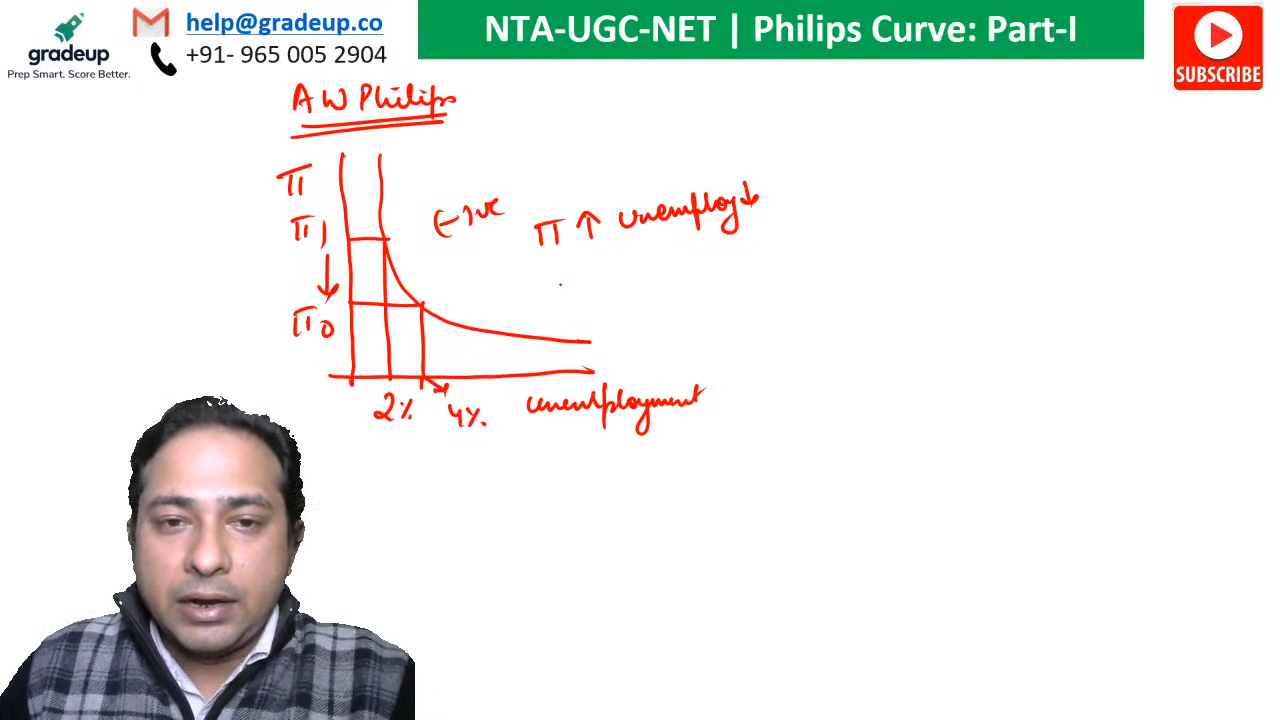 gradeup
Prep Smart. Score Better.
help@gradeup.co
+91- 965 005 2904
NTA-UGC-NET | Philips Curve: Part-I
SUBSCRIBE
A W Philips
π
π1
(-)ve
π ↑ unemploy↓
π0
2%
4%.
unemployment